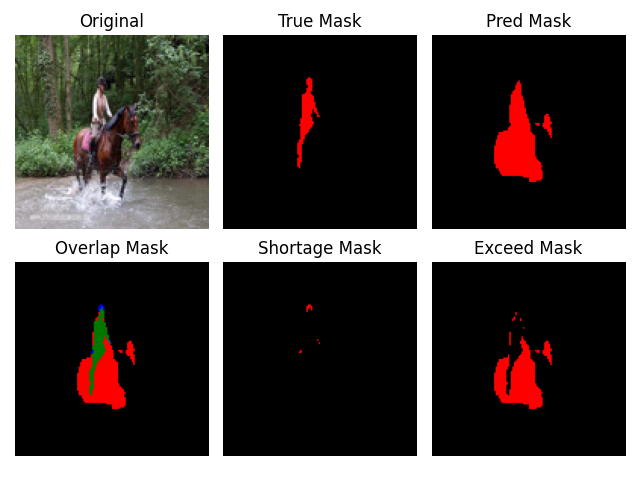 Original
True Mask
Pred Mask
Overlap Mask
Shortage Mask
Exceed Mask